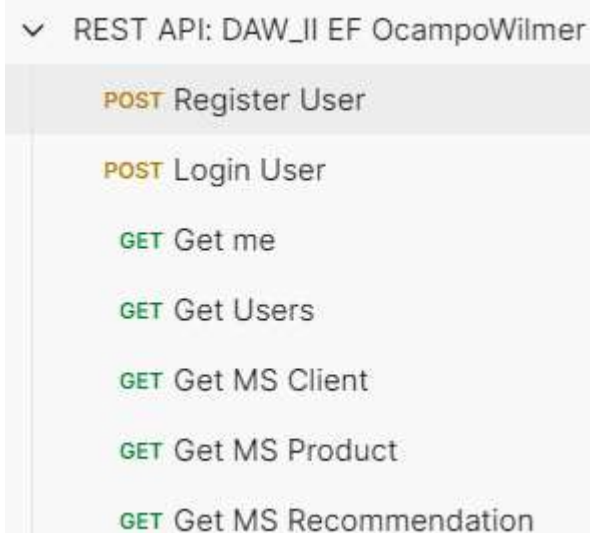 REST API: DAW_II EF OcampoWilmer
POST Register User
POST Login User
GET Get me
GET Get Users
GET Get MS Client
GET Get MS Product
GET Get MS Recommendation